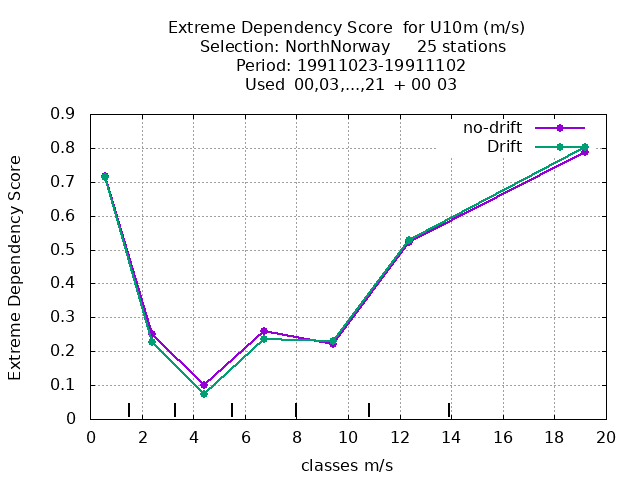 Extreme Dependency Score  for U10m (m/s)
Selection: NorthNorway     25 stations
Period: 19911023-19911102
Used  00,03,...,21  + 00 03
no-drift
Drift
Extreme Dependency Score
0.9
0.8
0.7
0.6
0.5
0.4
0.3
0.2
0.1
0
0 2 4 6 8 10 12 14 16 18 20
classes m/s